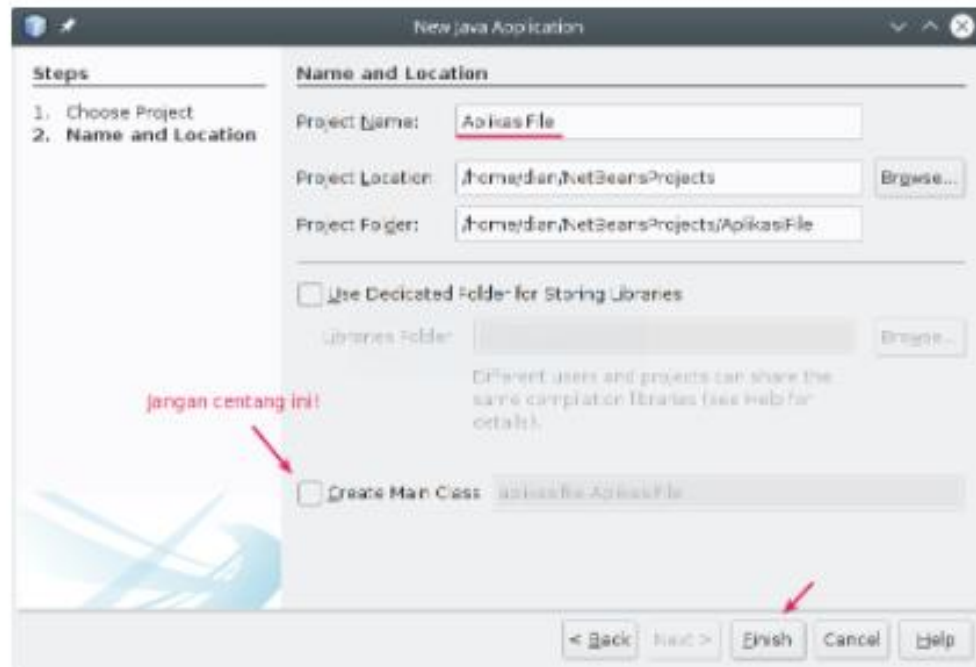 New Java Application
Steps
1. Choose Project
2. Name and Location
Name and Location
Project Name: AplikasiFile
Project Location: /home/dian/NetBeansProjects Browse...
Project Folder: /home/dian/NetBeansProjects/AplikasiFile
Use Dedicated Folder for Storing Libraries
Libraries Folder: Browse...
Different users and projects can share the
same compilation libraries (see Help for
details).
Jangan centang ini!
Create Main Class aplikasifile.AplikasiFile
< Back Next > Finish Cancel Help